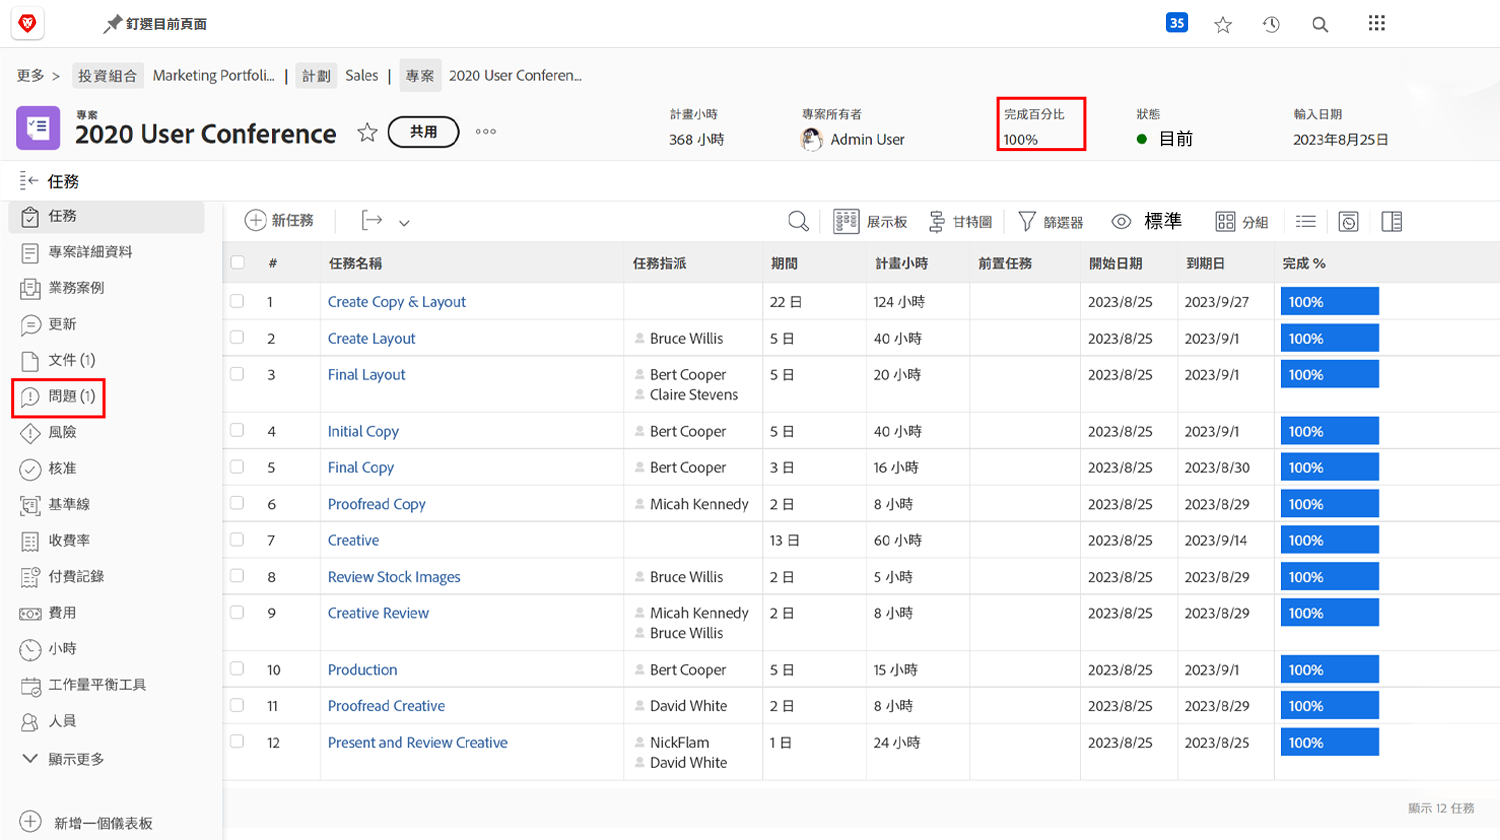 釘選目前頁面
35
更多 > 投資組合 Marketing Portfoli... | 計劃 Sales | 專案 2020 User Conferen...
專案
2020 User Conference
共用
計畫小時
368 小時
專案所有者
Admin User
完成百分比
100%
狀態
目前
輸入日期
2023年8月25日
任務
任務
專案詳細資料
業務案例
更新
文件 (1)
問題 (1)
風險
核准
基準線
收費率
付費記錄
費用
小時
工作量平衡工具
人員
顯示更多
新增一個儀表板
新任務
展示板
甘特圖
篩選器
標準
分組
# 任務名稱 任務指派 期間 計畫小時 前置任務 開始日期 到期日 完成 %
1 Create Copy & Layout 22 日 124 小時 2023/8/25 2023/9/27 100%
2 Create Layout Bruce Willis 5 日 40 小時 2023/8/25 2023/9/1 100%
3 Final Layout Bert Cooper 5 日 20 小時 2023/8/25 2023/9/1 100%
Claire Stevens
4 Initial Copy Bert Cooper 5 日 40 小時 2023/8/25 2023/9/1 100%
5 Final Copy Bert Cooper 3 日 16 小時 2023/8/25 2023/8/30 100%
6 Proofread Copy Micah Kennedy 2 日 8 小時 2023/8/25 2023/8/29 100%
7 Creative 13 日 60 小時 2023/8/25 2023/9/14 100%
8 Review Stock Images Bruce Willis 2 日 5 小時 2023/8/25 2023/8/29 100%
9 Creative Review Micah Kennedy 2 日 8 小時 2023/8/25 2023/8/29 100%
Bruce Willis
10 Production Bert Cooper 5 日 15 小時 2023/8/25 2023/9/1 100%
11 Proofread Creative David White 2 日 8 小時 2023/8/25 2023/8/29 100%
12 Present and Review Creative NickFlam 1 日 24 小時 2023/8/25 2023/8/25 100%
David White
顯示 12 任務